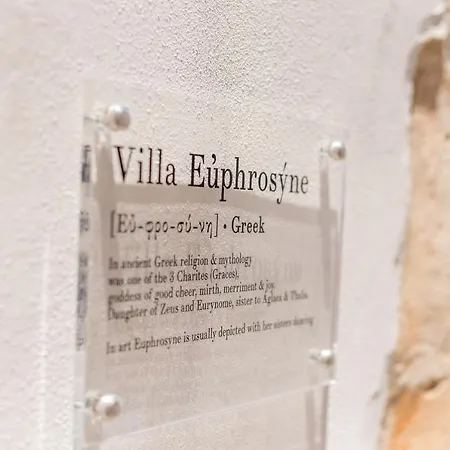 Villa Eὐphrosýne
[Εὐ-φρο-σύ-νη] • Greek
In ancient Greek religion & mythology
was one of the 3 Charites (Graces),
goddess of good cheer, mirth, merriment & joy.
Daughter of Zeus and Eurynome, sister to Aglaea & Thalia.
In art Euphrosyne is usually depicted with her sisters dancing